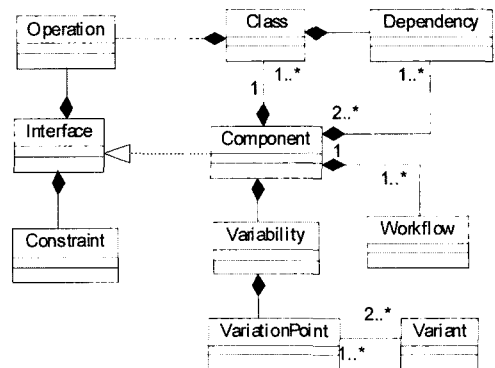 Operation
Class
Dependency
1..*
1
1..*
2..*
Interface
Component
1
1..*
Constraint
Variability
Workflow
VariationPoint
2..*
1..*
Variant